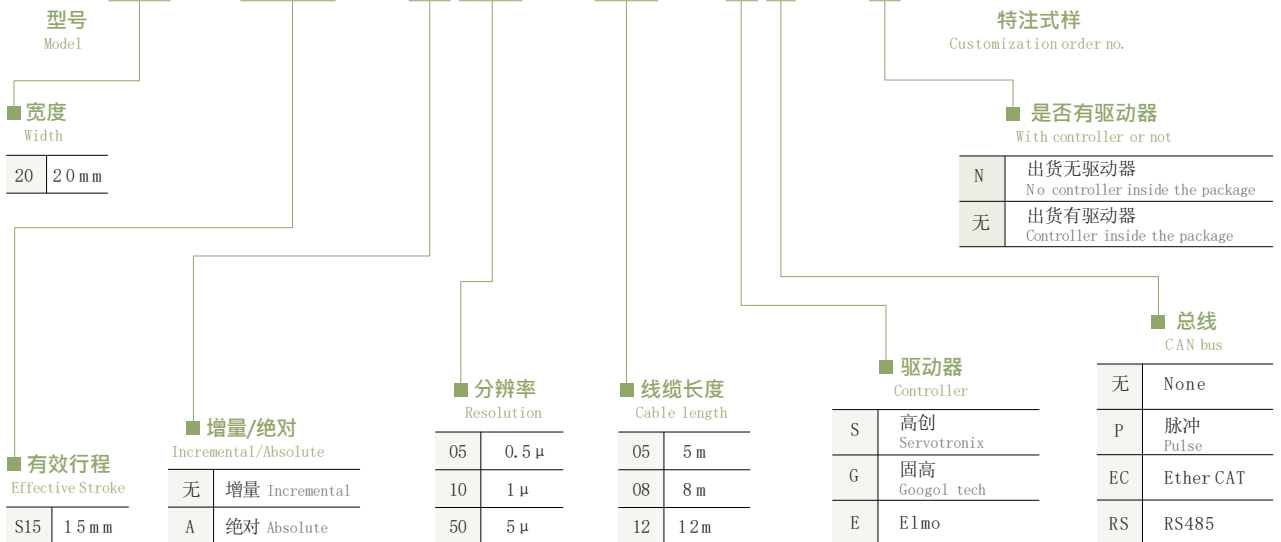 型号
Model
特注式样
Customization order no.
宽度
Width
20 20mm
是否有驱动器
With controller or not
N 出货无驱动器
No controller inside the package
无 出货有驱动器
Controller inside the package
总线
CAN bus
无 None
P 脉冲
Pulse
EC Ether CAT
RS RS485
驱动器
Controller
S 高创
Servotronix
G 固高
Googol tech
E Elmo
分辨率
Resolution
05 0.5μ
10 1μ
50 5μ
线缆长度
Cable length
05 5m
08 8m
12 12m
增量/绝对
Incremental/Absolute
无 增量 Incremental
A 绝对 Absolute
有效行程
Effective Stroke
S15 15mm